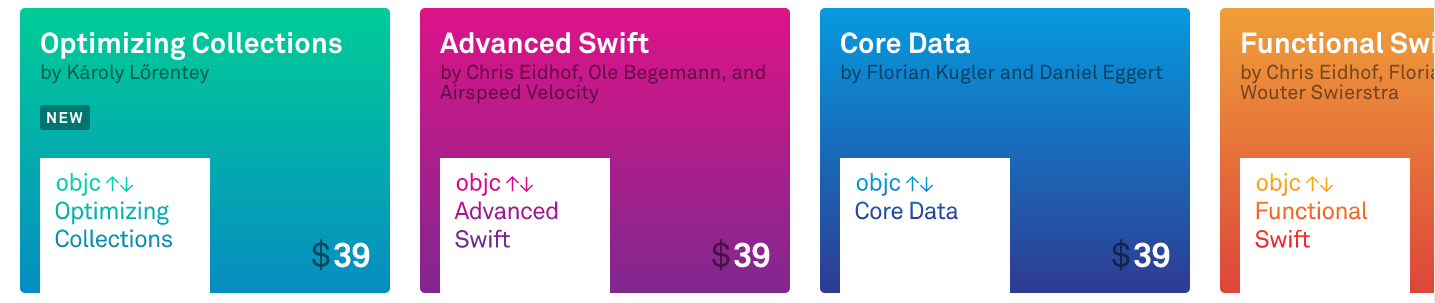 Optimizing Collections
by Károly Lőrentey
NEW
objc ↑↓
Optimizing
Collections
$39
Advanced Swift
by Chris Eidhof, Ole Begemann, and
Airspeed Velocity
objc ↑↓
Advanced
Swift
$39
Core Data
by Florian Kugler and Daniel Eggert
objc ↑↓
Core Data
$39
Functional
by Chris Eidhof,
Wouter Swierstra
objc ↑↓
Functional
Swift